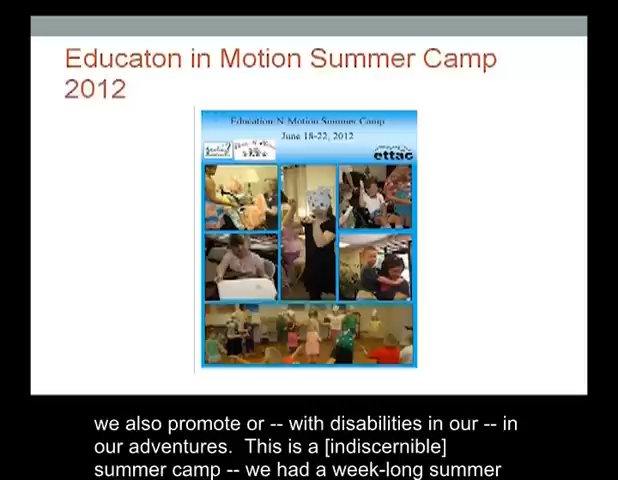 Educaton in Motion Summer Camp
2012
Education-N-Motion Summer Camp
June 18-22, 2012
ettac
we also promote or -- with disabilities in our -- in
our adventures.  This is a [indiscernible]
summer camp -- we had a week-long summer